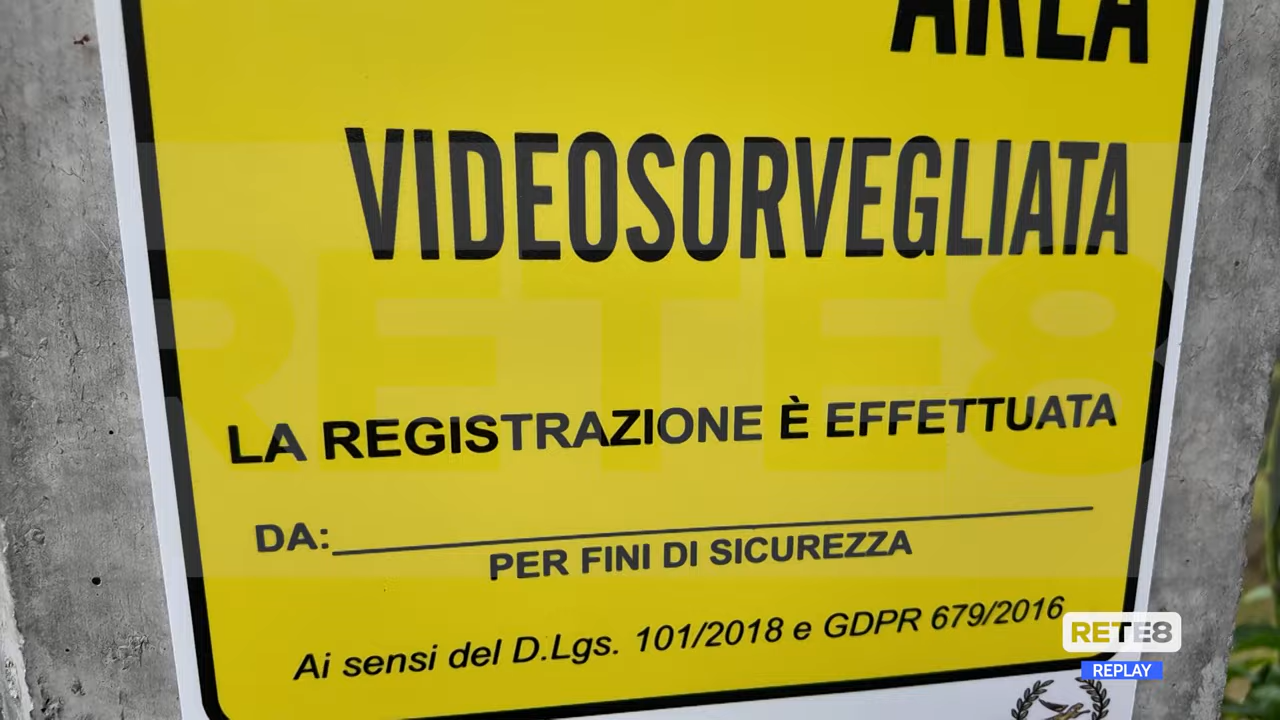 AREA
VIDEOSORVEGLIATA
RETE8
LA REGISTRAZIONE È EFFETTUATA
DA:
PER FINI DI SICUREZZA
Ai sensi del D.Lgs. 101/2018 e GDPR 679/2016
RETE8
REPLAY